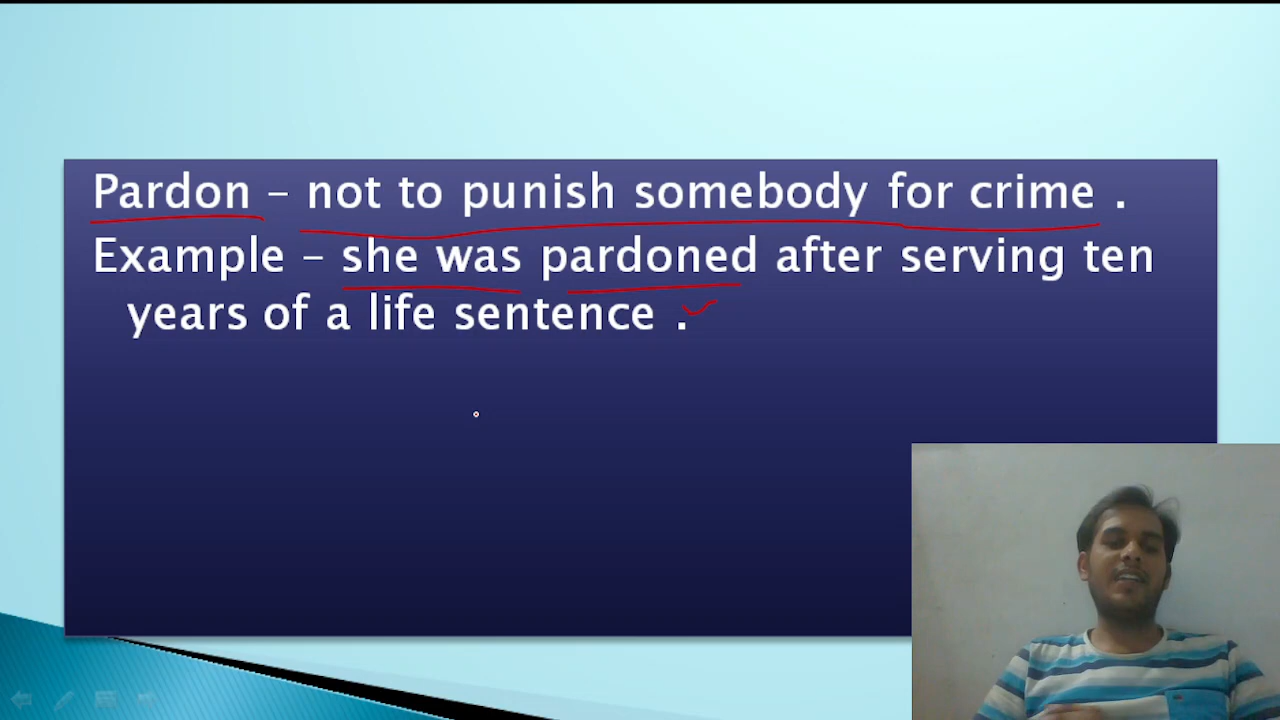 Pardon – not to punish somebody for crime .
Example – she was pardoned after serving ten
years of a life sentence .